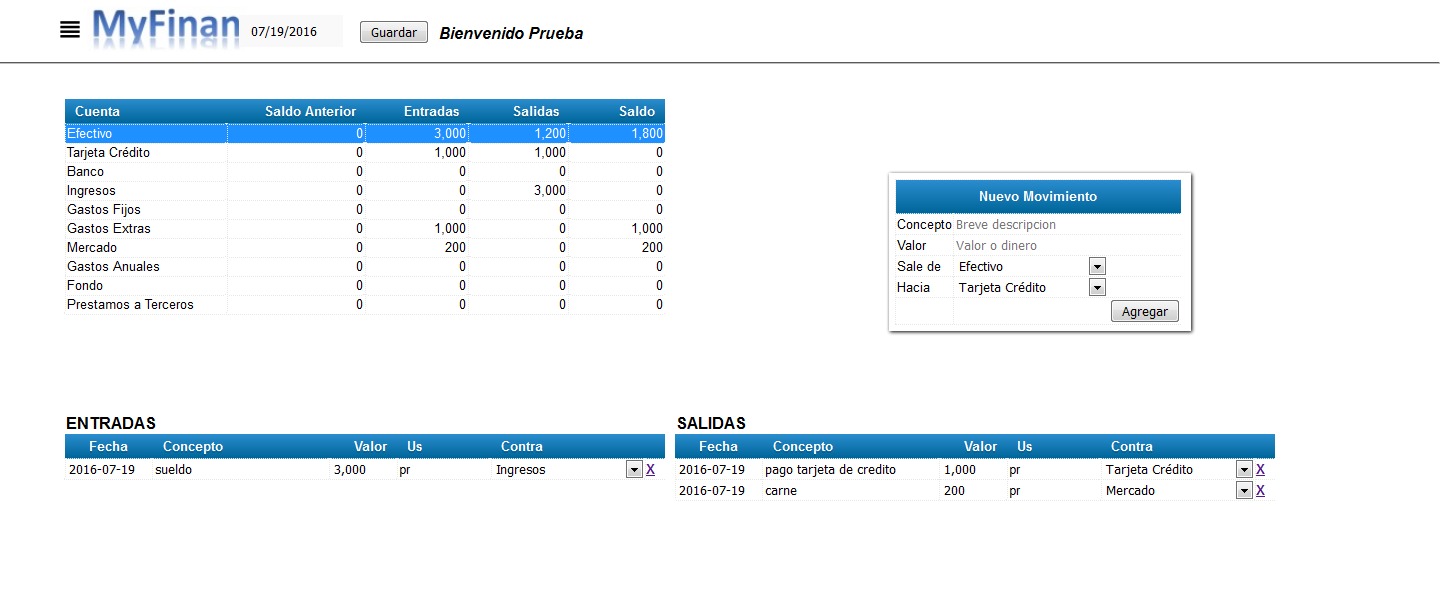 MyFinan 07/19/2016 Guardar Bienvenido Prueba
Cuenta Saldo Anterior Entradas Salidas Saldo
Efectivo 0 3,000 1,200 1,800
Tarjeta Crédito 0 1,000 1,000 0
Banco 0 0 0 0
Ingresos 0 0 3,000 0
Gastos Fijos 0 0 0 0
Gastos Extras 0 1,000 0 1,000
Mercado 0 200 0 200
Gastos Anuales 0 0 0 0
Fondo 0 0 0 0
Prestamos a Terceros 0 0 0 0
Nuevo Movimiento
Concepto Breve descripcion
Valor Valor o dinero
Sale de Efectivo
Hacia Tarjeta Crédito
Agregar
ENTRADAS
Fecha Concepto Valor Us Contra
2016-07-19 sueldo 3,000 pr Ingresos X
SALIDAS
Fecha Concepto Valor Us Contra
2016-07-19 pago tarjeta de credito 1,000 pr Tarjeta Crédito X
2016-07-19 carne 200 pr Mercado X